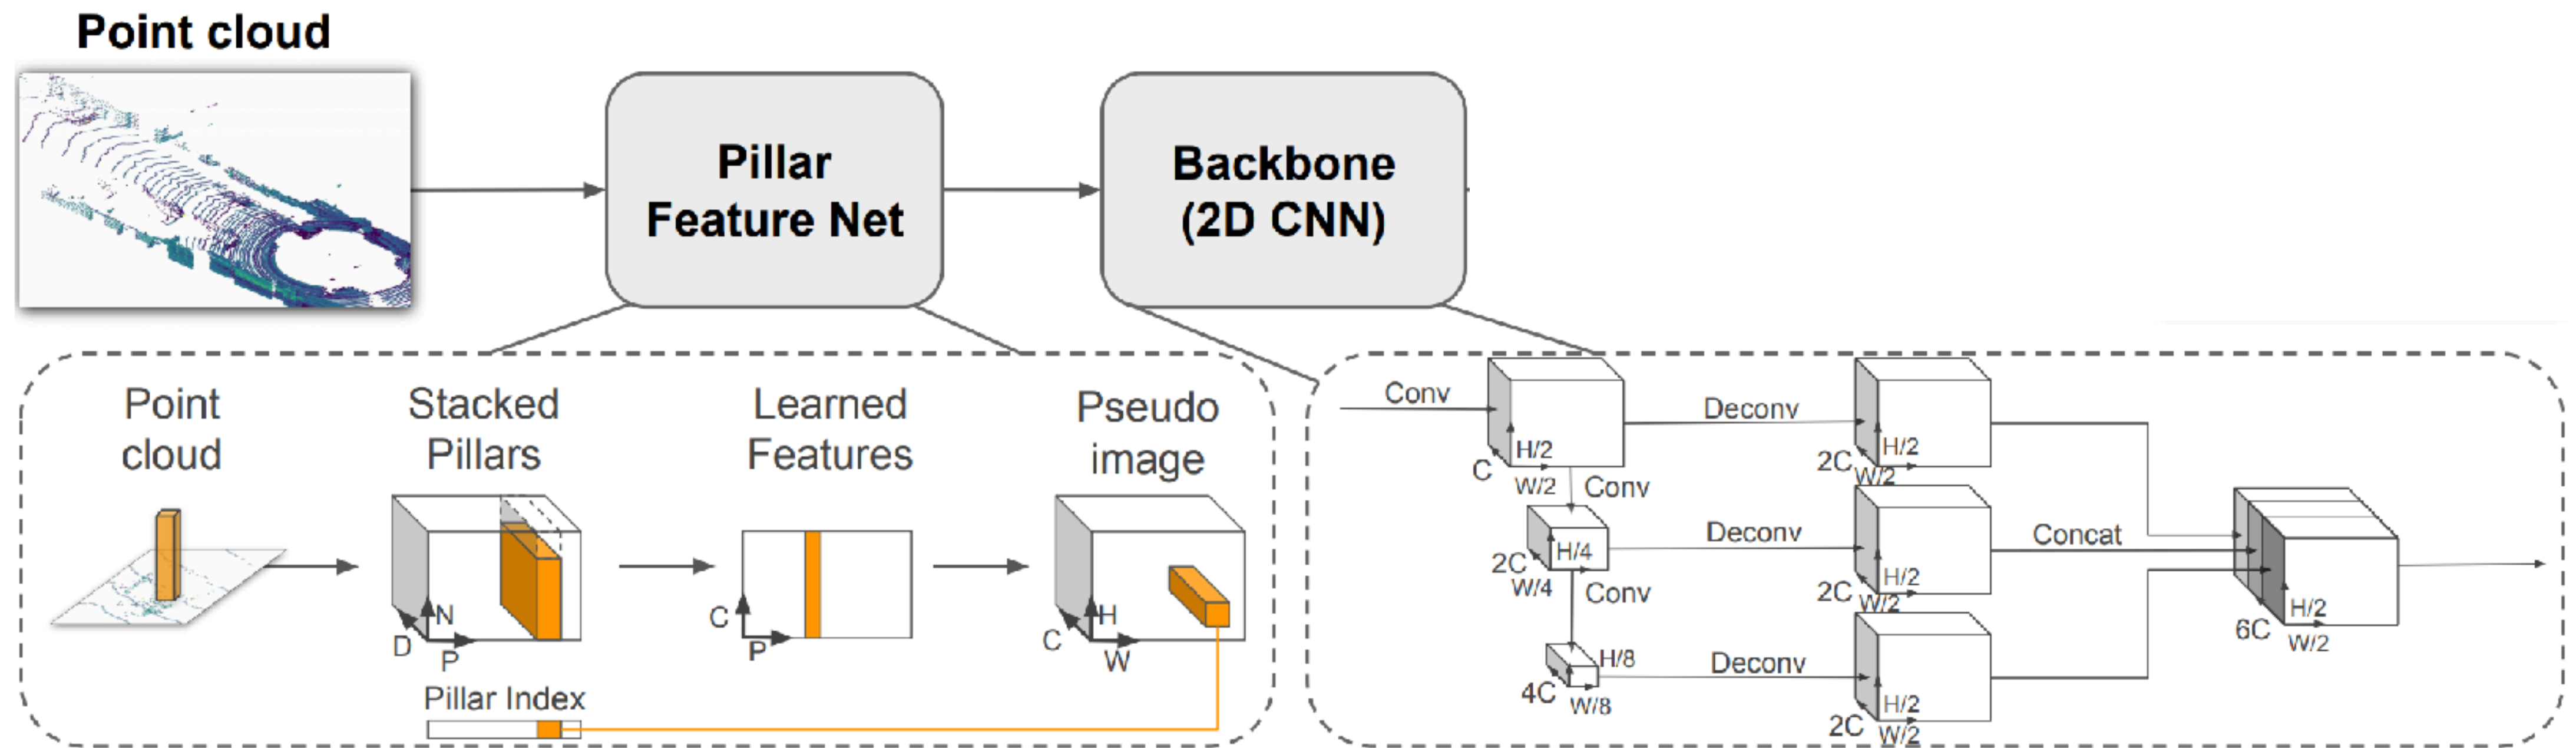 Point cloud
Pillar
Feature Net
Backbone
(2D CNN)
Point
cloud
Stacked
Pillars
Learned
Features
Pseudo
image
N
D
P
C
P
H
C
W
Pillar Index
Conv
H/2
C
W/2
Conv
H/4
2C
W/4
Conv
H/8
4C
W/8
Deconv
H/2
2C
W/2
Deconv
H/2
2C
W/2
Deconv
H/2
2C
W/2
Concat
H/2
6C
W/2